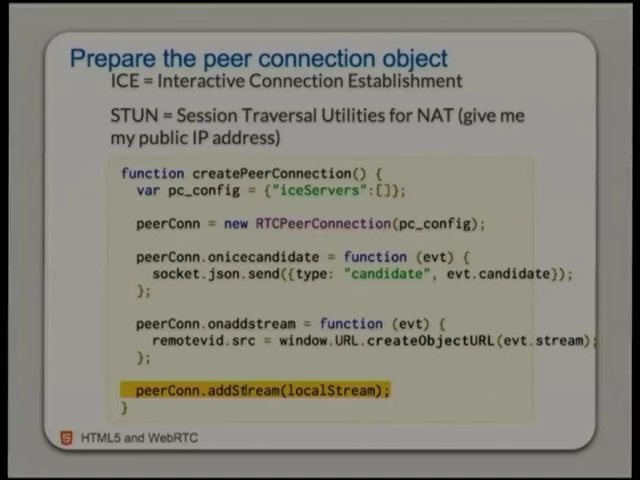 Prepare the peer connection object
ICE = Interactive Connection Establishment
STUN = Session Traversal Utilities for NAT (give me
my public IP address)
function createPeerConnection() {
var pc_config = {"iceServers":[]};
peerConn = new RTCPeerConnection(pc_config);
peerConn.onicecandidate = function (evt) {
socket.json.send({type: "candidate", evt.candidate});
};
peerConn.onaddstream = function (evt) {
remotevid.src = window.URL.createObjectURL(evt.stream);
};
peerConn.addStream(localStream);
}
HTML5 and WebRTC